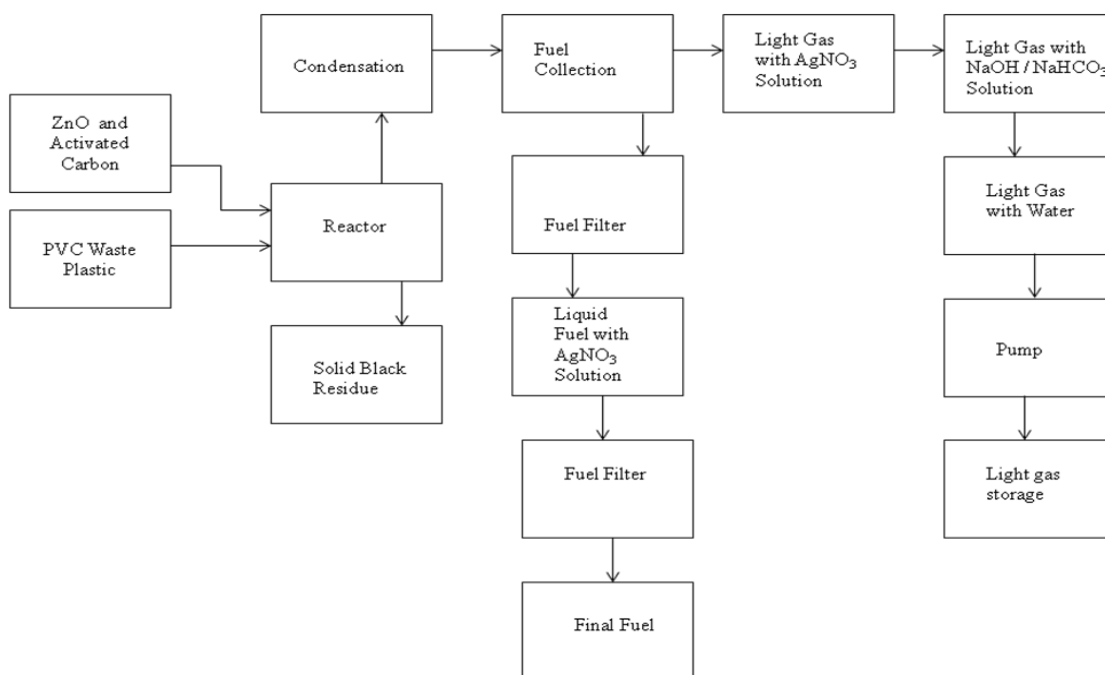 Condensation
Fuel
Collection
Light Gas
with AgNO₃
Solution
Light Gas with
NaOH / NaHCO₃
Solution
ZnO and
Activated
Carbon
PVC Waste
Plastic
Reactor
Solid Black
Residue
Fuel Filter
Liquid
Fuel with
AgNO₃
Solution
Fuel Filter
Final Fuel
Light Gas
with Water
Pump
Light gas
storage